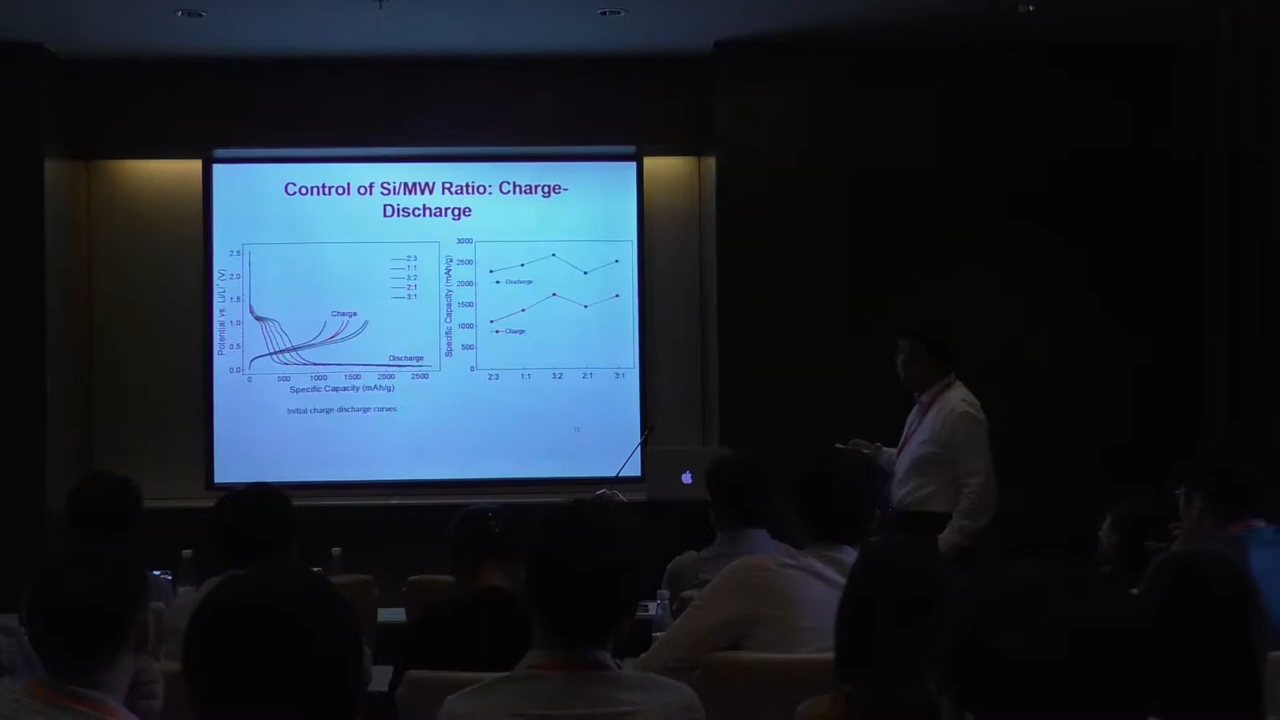 Control of Si/MW Ratio: Charge-
Discharge
Potential vs. Li/Li⁺ (V)
2.5
2.0
1.5
1.0
0.5
0.0
2:3
1:1
3:2
2:1
3:1
Charge
Discharge
0 500 1000 1500 2000 2500
Specific Capacity (mAh/g)
Initial charge-discharge curves
Specific Capacity (mAh/g)
3000
2500
2000
1500
1000
500
0
Discharge
Charge
2:3 1:1 3:2 2:1 3:1